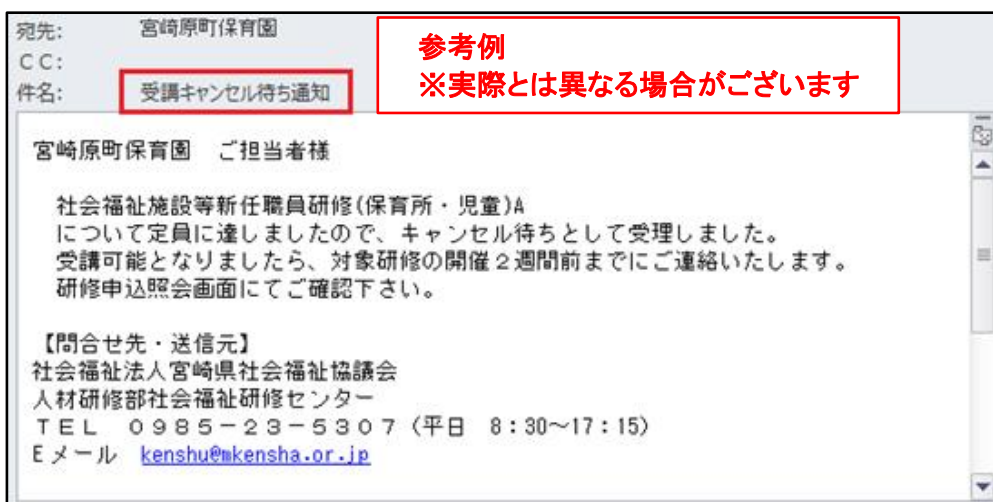 宛先: 宮崎原町保育園
CC:
件名: 受講キャンセル待ち通知
参考例
※実際とは異なる場合がございます
宮崎原町保育園 ご担当者様
社会福祉施設等新任職員研修(保育所・児童)A
について定員に達しましたので、キャンセル待ちとして受理しました。
受講可能となりましたら、対象研修の開催２週間前までにご連絡いたします。
研修申込照会画面にてご確認下さい。
【問合せ先・送信元】
社会福祉法人宮崎県社会福祉協議会
人材研修部社会福祉研修センター
ＴＥＬ ０９８５－２３－５３０７（平日 8:30～17:15）
Ｅメール kenshu@mkensha.or.jp